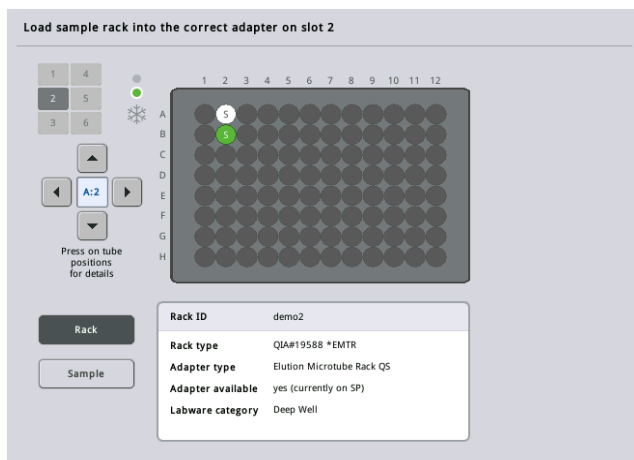 Load sample rack into the correct adapter on slot 2
1 4
2 5
3 6
1 2 3 4 5 6 7 8 9 10 11 12
A S
B S
C
D
E
F
G
H
A:2
Press on tube
positions
for details
Rack
Sample
Rack ID demo2
Rack type QIA#19588 *EMTR
Adapter type Elution Microtube Rack QS
Adapter available yes (currently on SP)
Labware category Deep Well